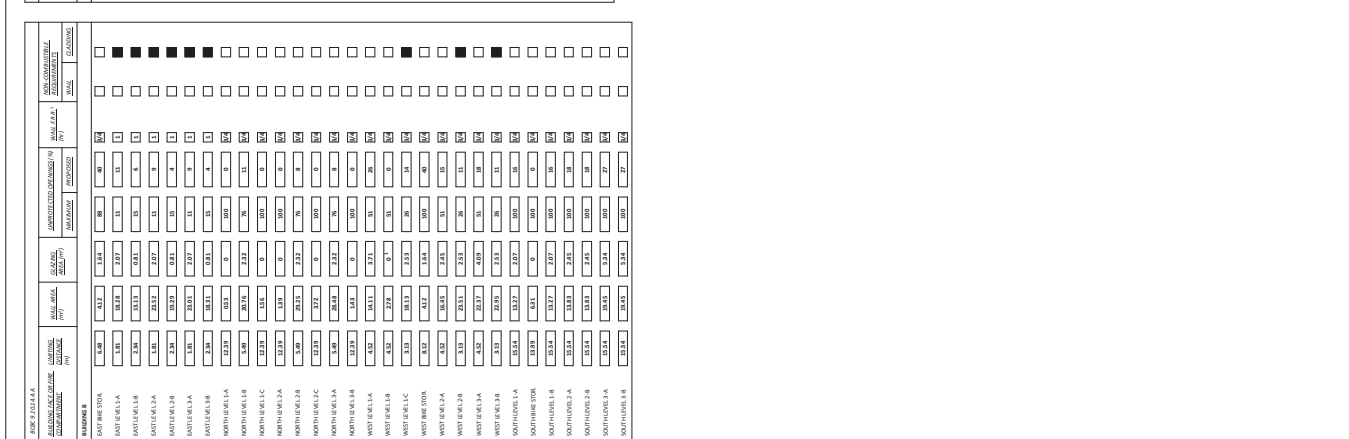 BCBC 9.10.14.4.A
BUILDING FACE OR FIRE COMPARTMENT LIMITING DISTANCE (m) WALL AREA (m²) GLAZING AREA (m²) UNPROTECTED OPENINGS (%) WALL F.R.R.¹ (hr) NON-COMBUSTIBLE REQUIREMENTS
MAXIMUM PROPOSED WALL CLADDING
BUILDING B
EAST BIKE STOR. 6.48 4.12 1.64 88 40 3/4
EAST LEVEL 1-A 1.81 18.28 2.07 11 11 1
EAST LEVEL 1-B 2.34 13.13 0.81 15 6 1
EAST LEVEL 2-A 1.81 23.52 2.07 11 9 1
EAST LEVEL 2-B 2.34 19.29 0.81 15 4 1
EAST LEVEL 3-A 1.81 23.01 2.07 11 9 1
EAST LEVEL 3-B 2.34 18.31 0.81 15 4 1
NORTH LEVEL 1-A 12.39 0.53 0 100 0 3/4
NORTH LEVEL 1-B 5.49 20.76 2.32 76 11 3/4
NORTH LEVEL 1-C 12.39 1.56 0 100 0 3/4
NORTH LEVEL 2-A 12.39 1.39 0 100 0 3/4
NORTH LEVEL 2-B 5.49 29.25 2.32 76 8 3/4
NORTH LEVEL 2-C 12.39 3.72 0 100 0 3/4
NORTH LEVEL 3-A 5.49 28.48 2.32 76 8 3/4
NORTH LEVEL 3-B 12.39 1.43 0 100 0 3/4
WEST LEVEL 1-A 4.52 14.11 3.71 51 26 3/4
WEST LEVEL 1-B 4.52 2.78 0 ¹ 51 0 3/4
WEST LEVEL 1-C 3.13 18.13 2.53 26 14 3/4
WEST BIKE STOR. 8.12 4.12 1.64 100 40 3/4
WEST LEVEL 2-A 4.52 16.45 2.45 51 15 3/4
WEST LEVEL 2-B 3.13 23.51 2.53 26 11 3/4
WEST LEVEL 3-A 4.52 22.37 4.09 51 18 3/4
WEST LEVEL 3-B 3.13 22.95 2.53 26 11 3/4
SOUTH LEVEL 1-A 15.54 13.27 2.07 100 16 3/4
SOUTH BIKE STOR. 13.99 6.31 0 100 0 3/4
SOUTH LEVEL 1-B 15.54 13.27 2.07 100 16 3/4
SOUTH LEVEL 2-A 15.54 13.83 2.45 100 18 3/4
SOUTH LEVEL 2-B 15.54 13.83 2.45 100 18 3/4
SOUTH LEVEL 3-A 15.54 19.45 5.34 100 27 3/4
SOUTH LEVEL 3-B 15.54 19.45 5.34 100 27 3/4